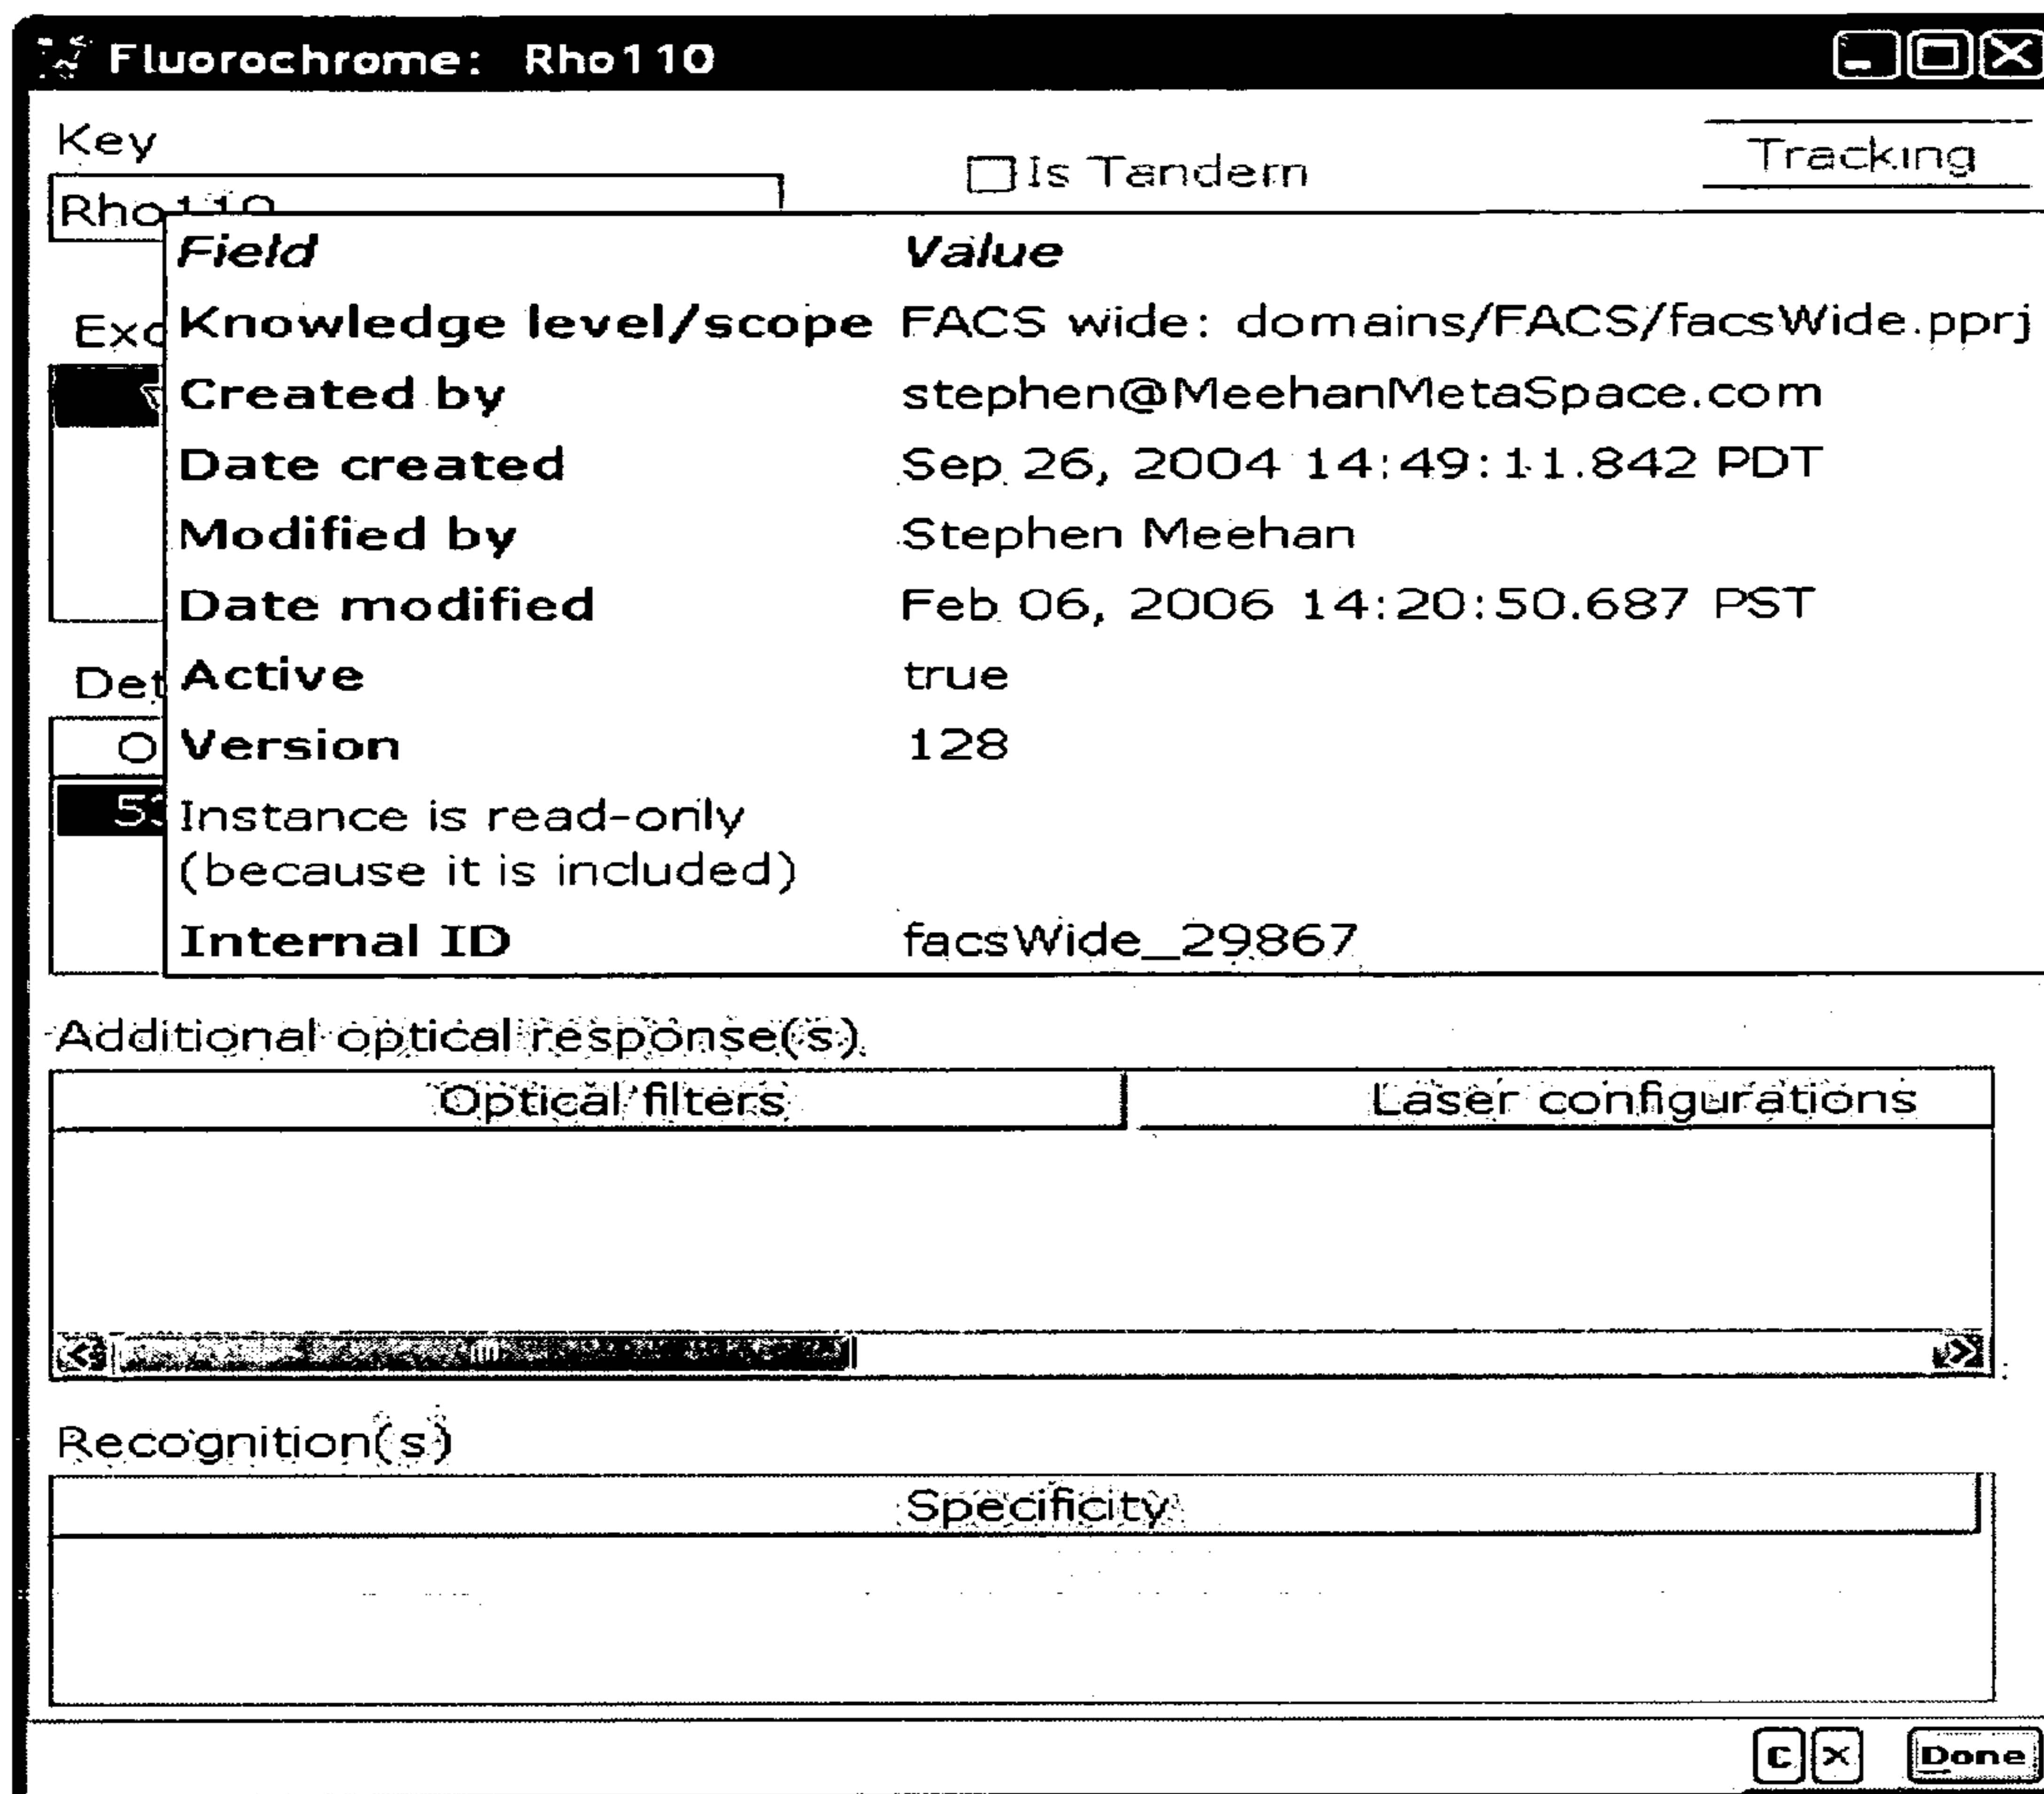 Fluorochrome: Rho110
Key
Is Tandem
Tracking
Rho110
Field Value
Knowledge level/scope FACS wide: domains/FACS/facsWide.pprj
Created by stephen@MeehanMetaSpace.com
Date created Sep 26, 2004 14:49:11.842 PDT
Modified by Stephen Meehan
Date modified Feb 06, 2006 14:20:50.687 PST
Active true
Version 128
Instance is read-only
(because it is included)
Internal ID facsWide_29867
Additional optical response(s)
Optical filters Laser configurations
Recognition(s)
Specificity
C X Done